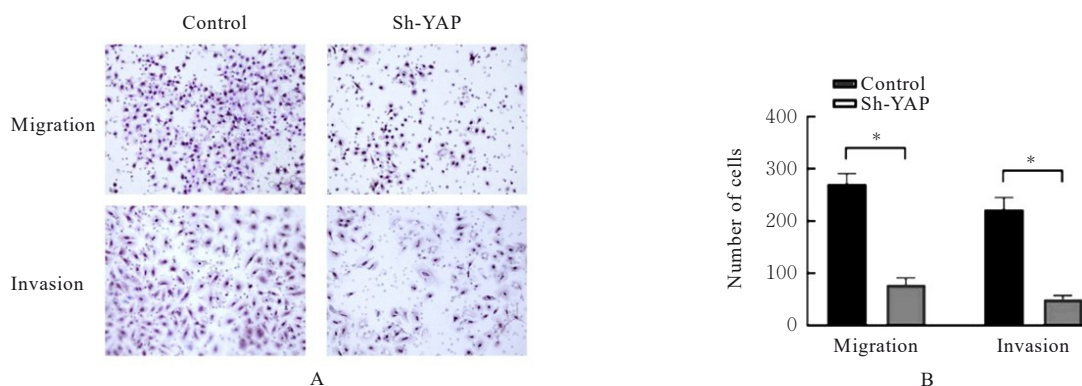 Control
Sh-YAP
Migration
Invasion
A
Control
Sh-YAP
Number of cells
400
300
200
100
0
*
*
Migration
Invasion
B